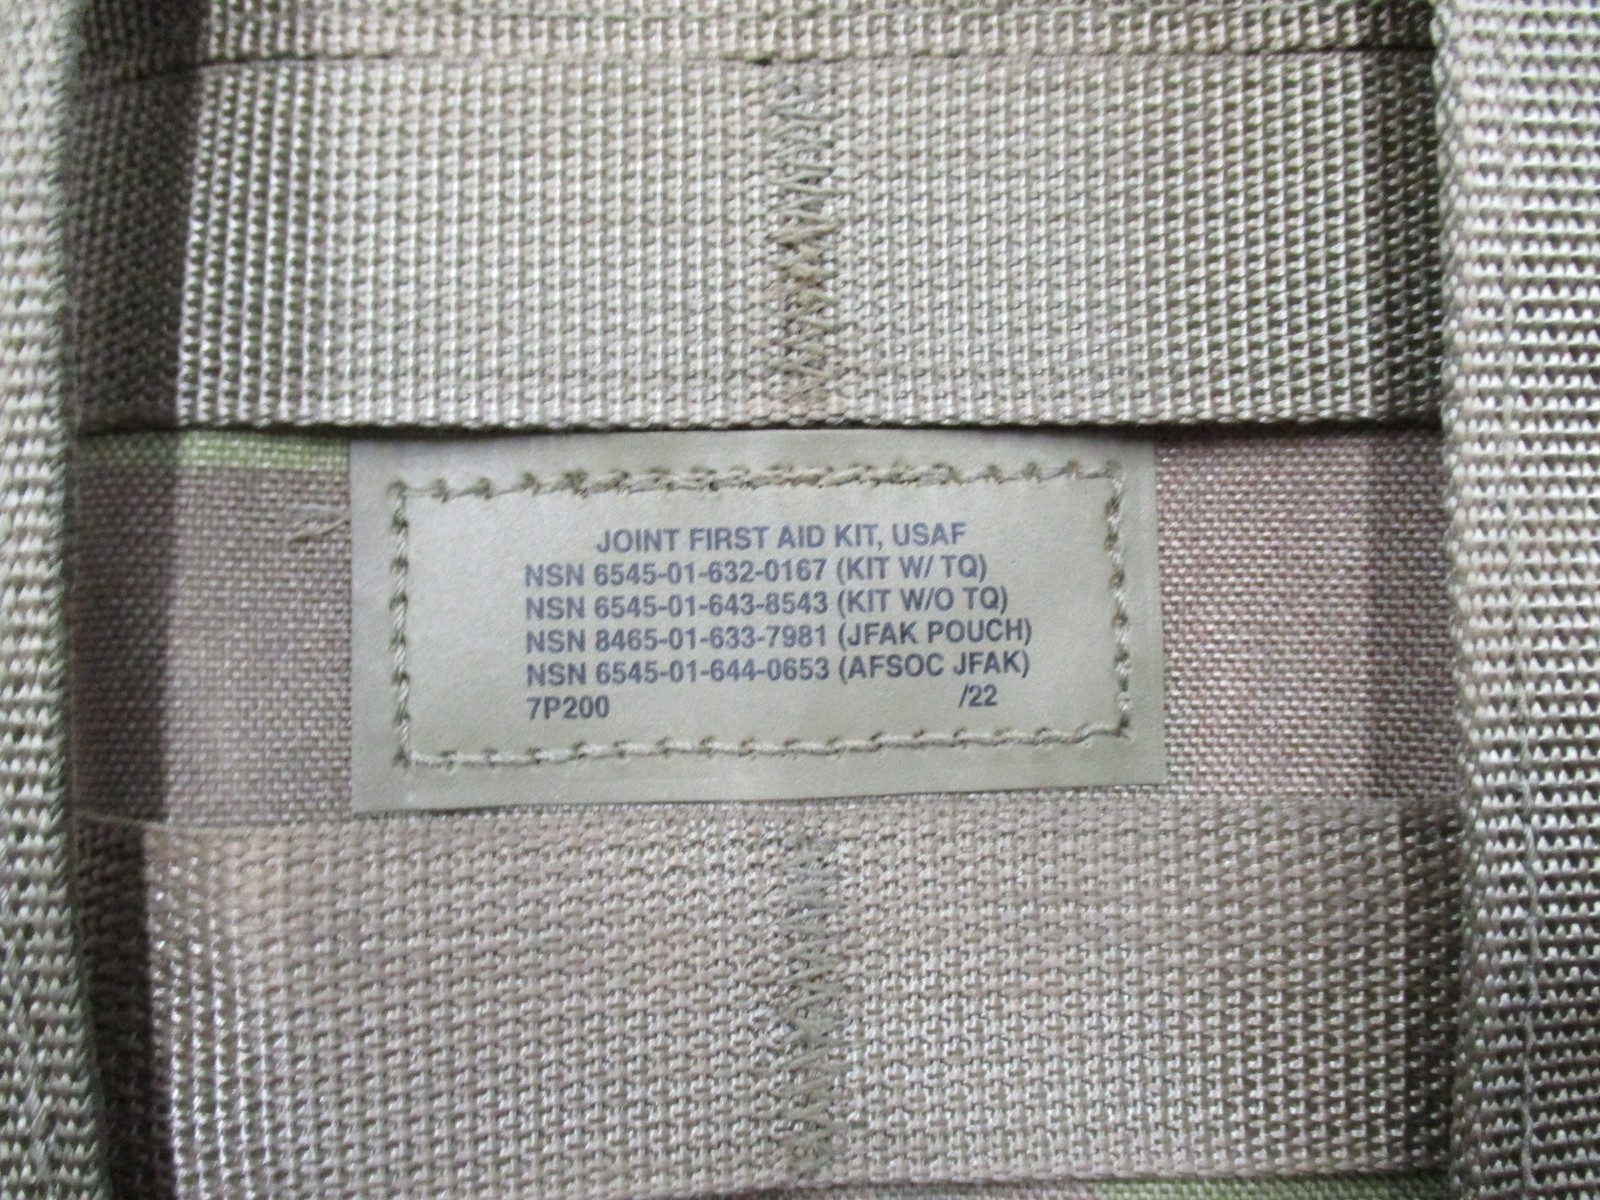 JOINT FIRST AID KIT, USAF
NSN 6545-01-632-0167 (KIT W/ TQ)
NSN 6545-01-643-8543 (KIT W/O TQ)
NSN 8465-01-633-7981 (JFAK POUCH)
NSN 6545-01-644-0653 (AFSOC JFAK)
7P200 /22